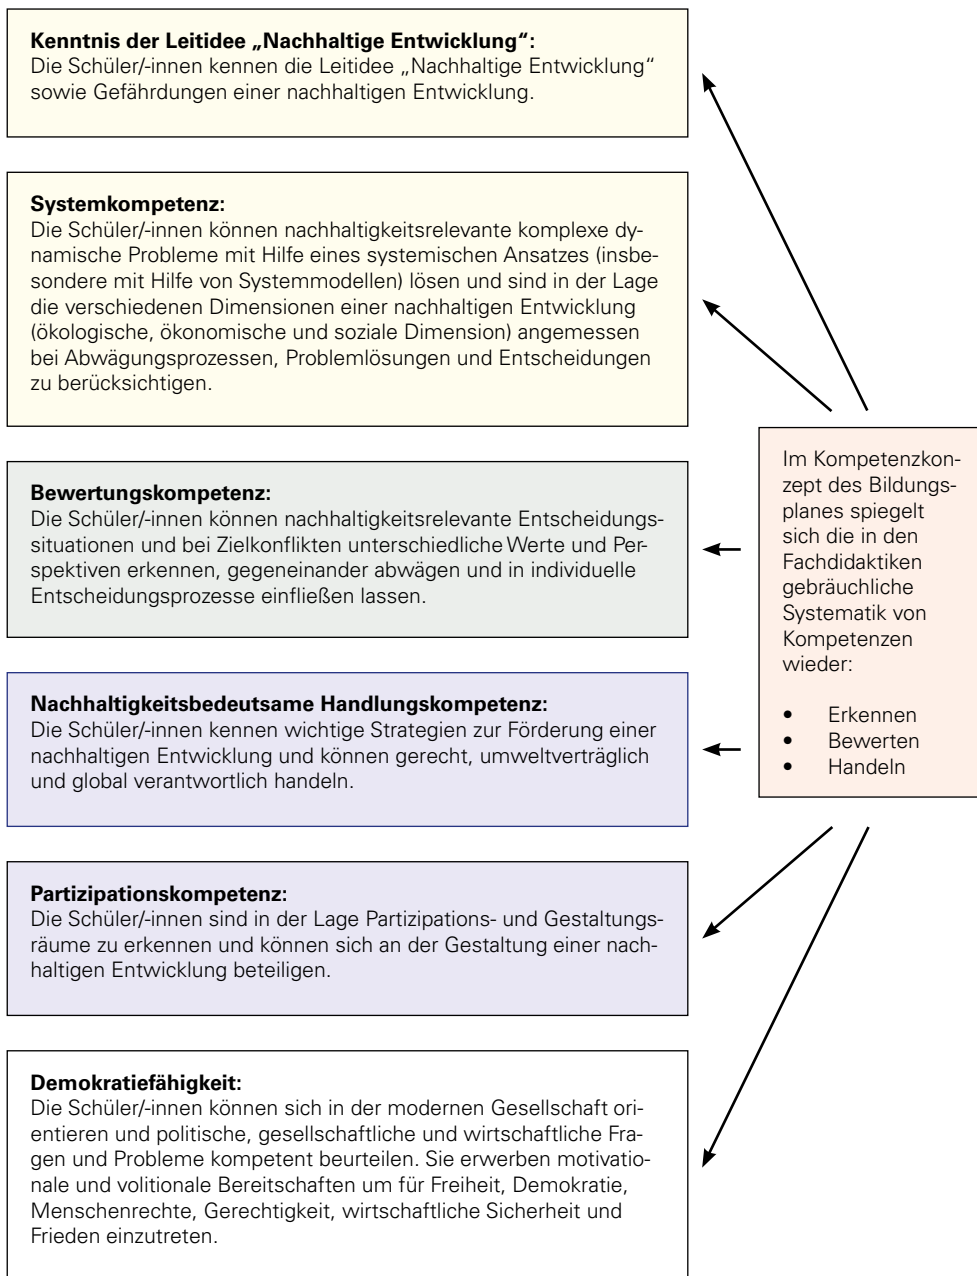 Kenntnis der Leitidee „Nachhaltige Entwicklung“:
Die Schüler/-innen kennen die Leitidee „Nachhaltige Entwicklung“
sowie Gefährdungen einer nachhaltigen Entwicklung.
Systemkompetenz:
Die Schüler/-innen können nachhaltigkeitsrelevante komplexe dy-
namische Probleme mit Hilfe eines systemischen Ansatzes (insbe-
sondere mit Hilfe von Systemmodellen) lösen und sind in der Lage
die verschiedenen Dimensionen einer nachhaltigen Entwicklung
(ökologische, ökonomische und soziale Dimension) angemessen
bei Abwägungsprozessen, Problemlösungen und Entscheidungen
zu berücksichtigen.
Bewertungskompetenz:
Die Schüler/-innen können nachhaltigkeitsrelevante Entscheidungs-
situationen und bei Zielkonflikten unterschiedliche Werte und Per-
spektiven erkennen, gegeneinander abwägen und in individuelle
Entscheidungsprozesse einfließen lassen.
Nachhaltigkeitsbedeutsame Handlungskompetenz:
Die Schüler/-innen kennen wichtige Strategien zur Förderung einer
nachhaltigen Entwicklung und können gerecht, umweltverträglich
und global verantwortlich handeln.
Partizipationskompetenz:
Die Schüler/-innen sind in der Lage Partizipations- und Gestaltungs-
räume zu erkennen und können sich an der Gestaltung einer nach-
haltigen Entwicklung beteiligen.
Demokratiefähigkeit:
Die Schüler/-innen können sich in der modernen Gesellschaft ori-
entieren und politische, gesellschaftliche und wirtschaftliche Fra-
gen und Probleme kompetent beurteilen. Sie erwerben motivatio-
nale und volitionale Bereitschaften um für Freiheit, Demokratie,
Menschenrechte, Gerechtigkeit, wirtschaftliche Sicherheit und
Frieden einzutreten.
Im Kompetenzkon-
zept des Bildungs-
planes spiegelt
sich die in den
Fachdidaktiken
gebräuchliche
Systematik von
Kompetenzen
wieder:
• Erkennen
• Bewerten
• Handeln